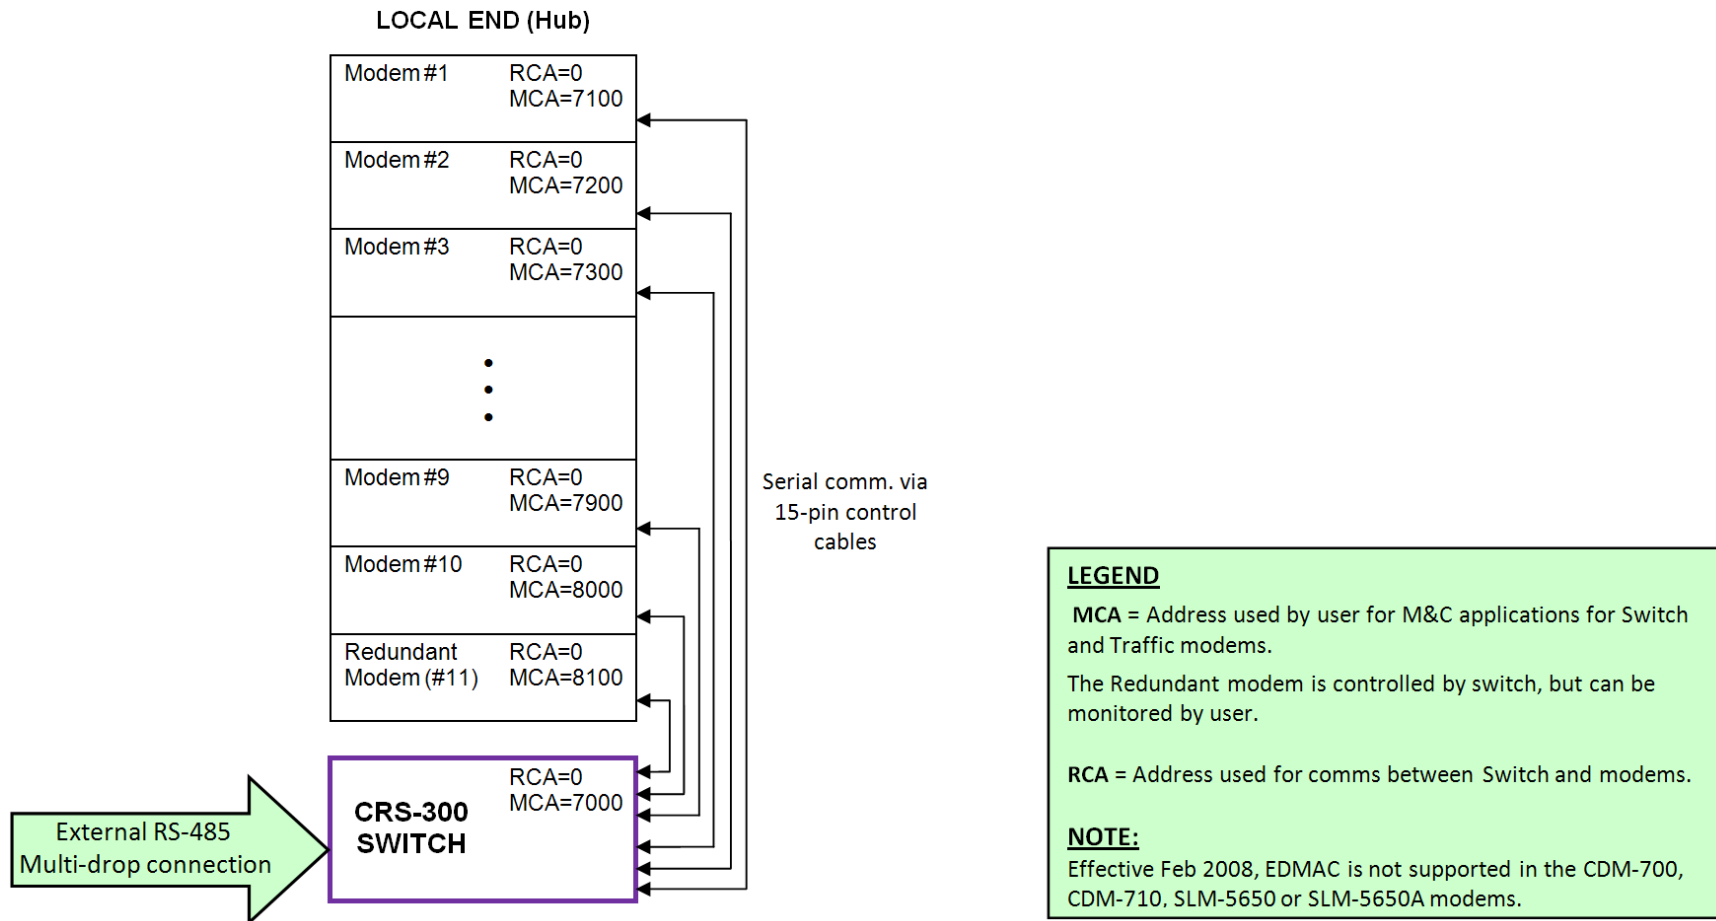 LOCAL END (Hub)
Modem #1 RCA=0
MCA=7100
Modem #2 RCA=0
MCA=7200
Modem #3 RCA=0
MCA=7300
Modem #9 RCA=0
MCA=7900
Modem #10 RCA=0
MCA=8000
Redundant RCA=0
Modem (#11) MCA=8100
RCA=0
MCA=7000
CRS-300
SWITCH
External RS-485
Multi-drop connection
Serial comm. via
15-pin control
cables
LEGEND
MCA = Address used by user for M&C applications for Switch
and Traffic modems.
The Redundant modem is controlled by switch, but can be
monitored by user.
RCA = Address used for comms between Switch and modems.
NOTE:
Effective Feb 2008, EDMAC is not supported in the CDM-700,
CDM-710, SLM-5650 or SLM-5650A modems.